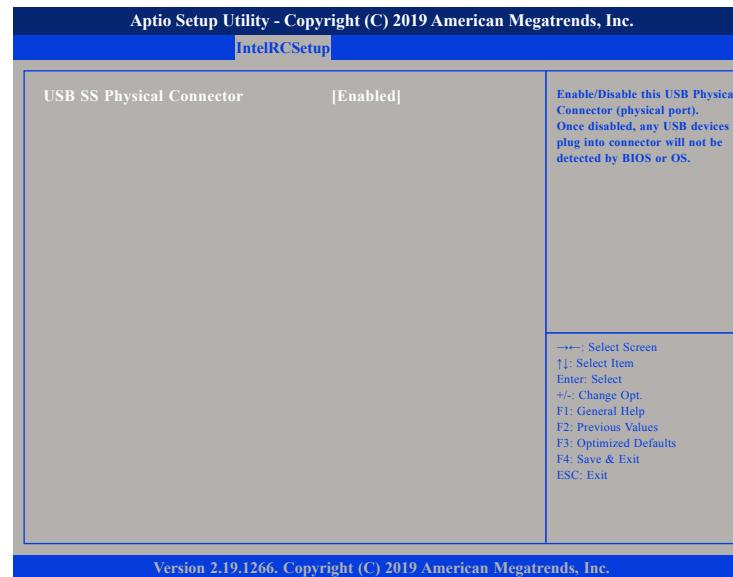 Aptio Setup Utility - Copyright (C) 2019 American Megatrends, Inc.
IntelRCSetup
USB SS Physical Connector [Enabled]
Enable/Disable this USB Physica
Connector (physical port).
Once disabled, any USB devices
plug into connector will not be
detected by BIOS or OS.
→←: Select Screen
↑↓: Select Item
Enter: Select
+/-: Change Opt.
F1: General Help
F2: Previous Values
F3: Optimized Defaults
F4: Save & Exit
ESC: Exit
Version 2.19.1266. Copyright (C) 2019 American Megatrends, Inc.